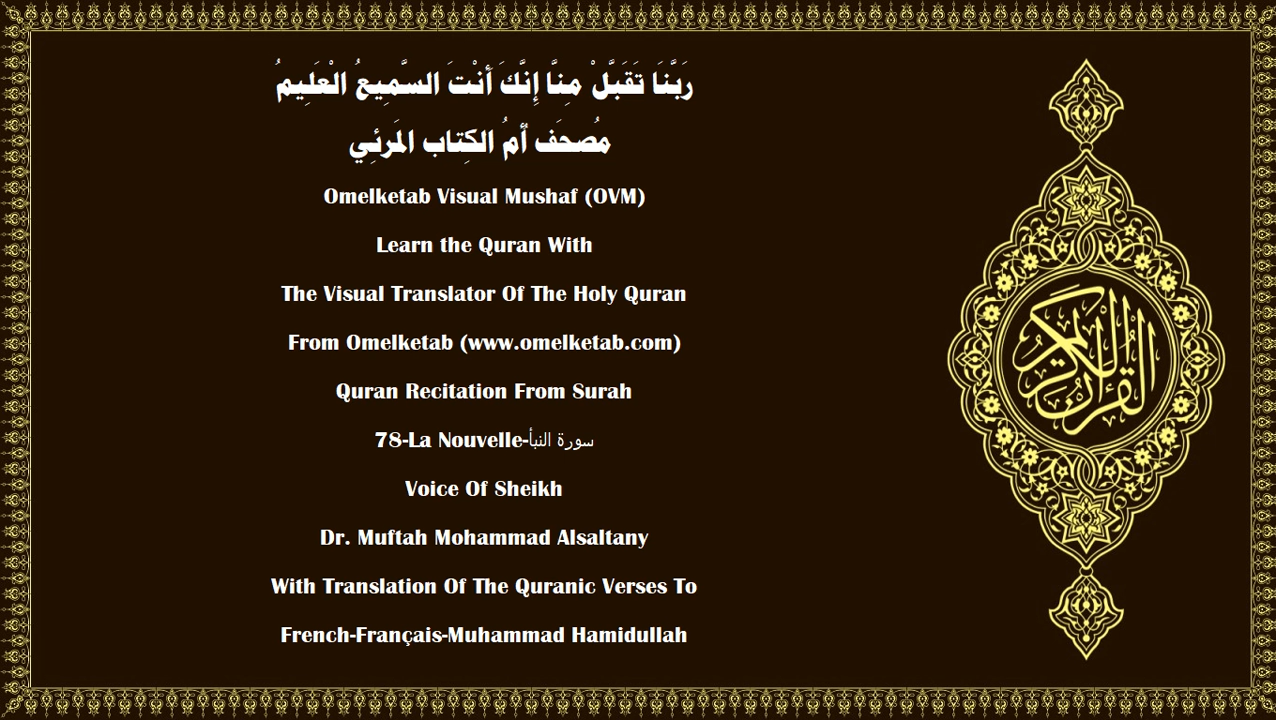 رَبَّنَا تَقَبَّلْ مِنَّا إِنَّكَ أَنْتَ السَّمِيعُ الْعَلِيمُ
مُصحَف أمُ الكِتاب المَرئِي
Omelketab Visual Mushaf (OVM)
Learn the Quran With
The Visual Translator Of The Holy Quran
From Omelketab (www.omelketab.com)
Quran Recitation From Surah
78-La Nouvelle-سورة النبأ
Voice Of Sheikh
Dr. Muftah Mohammad Alsaltany
With Translation Of The Quranic Verses To
French-Français-Muhammad Hamidullah
القرآن الكريم